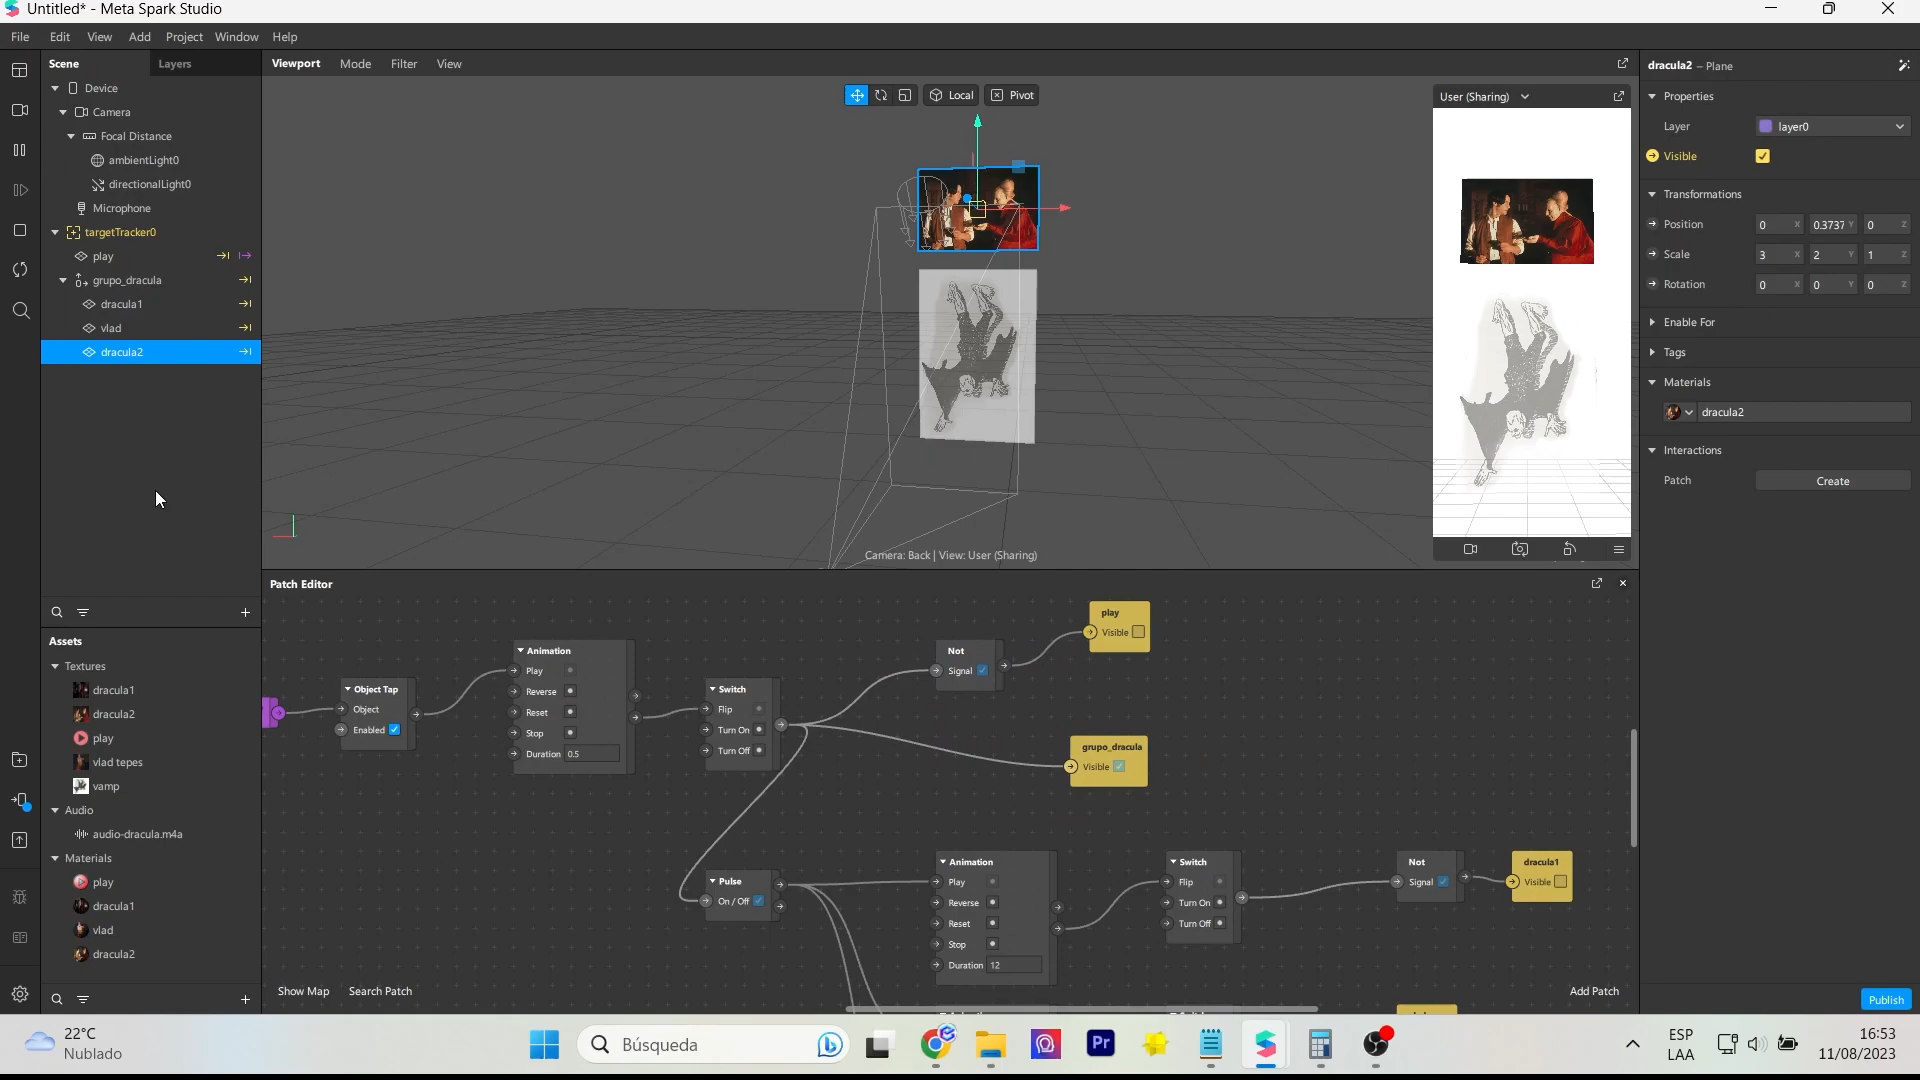 Untitled* - Meta Spark Studio
File Edit View Add Project Window Help
Scene Layers
Device
Camera
Focal Distance
ambientLight0
directionalLight0
Microphone
targetTracker0
play
grupo_dracula
dracula1
vlad
dracula2
Assets
Textures
dracula1
dracula2
play
vlad tepes
vamp
Audio
audio-dracula.m4a
Materials
play
dracula1
vlad
dracula2
Viewport Mode Filter View
Local Pivot
Camera: Back | View: User (Sharing)
User (Sharing)
Patch Editor
Object Tap
Object
Enabled
Animation
Play
Reverse
Reset
Stop
Duration 0.5
Switch
Flip
Turn On
Turn Off
Not
Signal
play
Visible
grupo_dracula
Visible
Pulse
On / Off
Animation
Play
Reverse
Reset
Stop
Duration 12
Switch
Flip
Turn On
Turn Off
Not
Signal
dracula1
Visible
Show Map Search Patch
Add Patch
dracula2 – Plane
Properties
Layer layer0
Visible
Transformations
Position 0 X 0.3737 Y 0 Z
Scale 3 X 2 Y 1 Z
Rotation 0 X 0 Y 0 Z
Enable For
Tags
Materials
dracula2
Interactions
Patch Create
Publish
22°C
Nublado
Búsqueda
Pr
ESP
LAA
16:53
11/08/2023